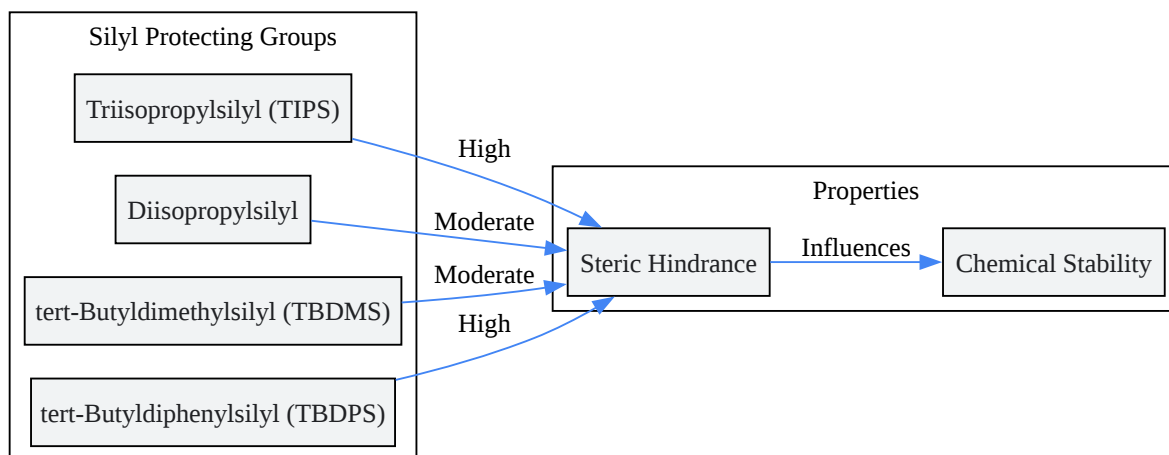 Silyl Protecting Groups
Triisopropylsilyl (TIPS)
Diisopropylsilyl
tert-Butyldimethylsilyl (TBDMS)
tert-Butyldiphenylsilyl (TBDPS)
High
Moderate
Moderate
High
Properties
Steric Hindrance
Influences
Chemical Stability